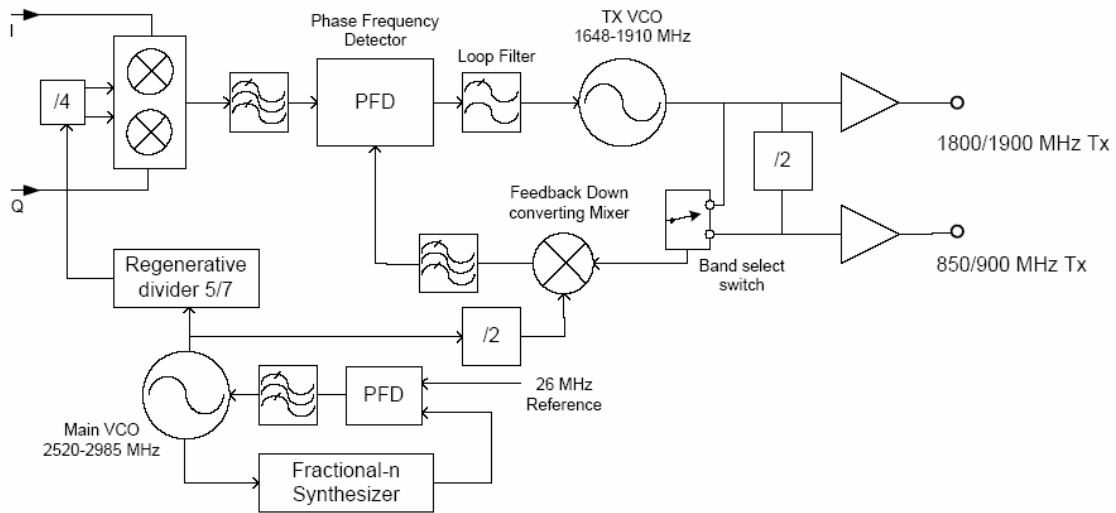 I
Q
/4
Phase Frequency
Detector
PFD
Loop Filter
TX VCO
1648-1910 MHz
/2
1800/1900 MHz Tx
850/900 MHz Tx
Feedback Down
converting Mixer
Band select
switch
Regenerative
divider 5/7
/2
Main VCO
2520-2985 MHz
PFD
26 MHz
Reference
Fractional-n
Synthesizer